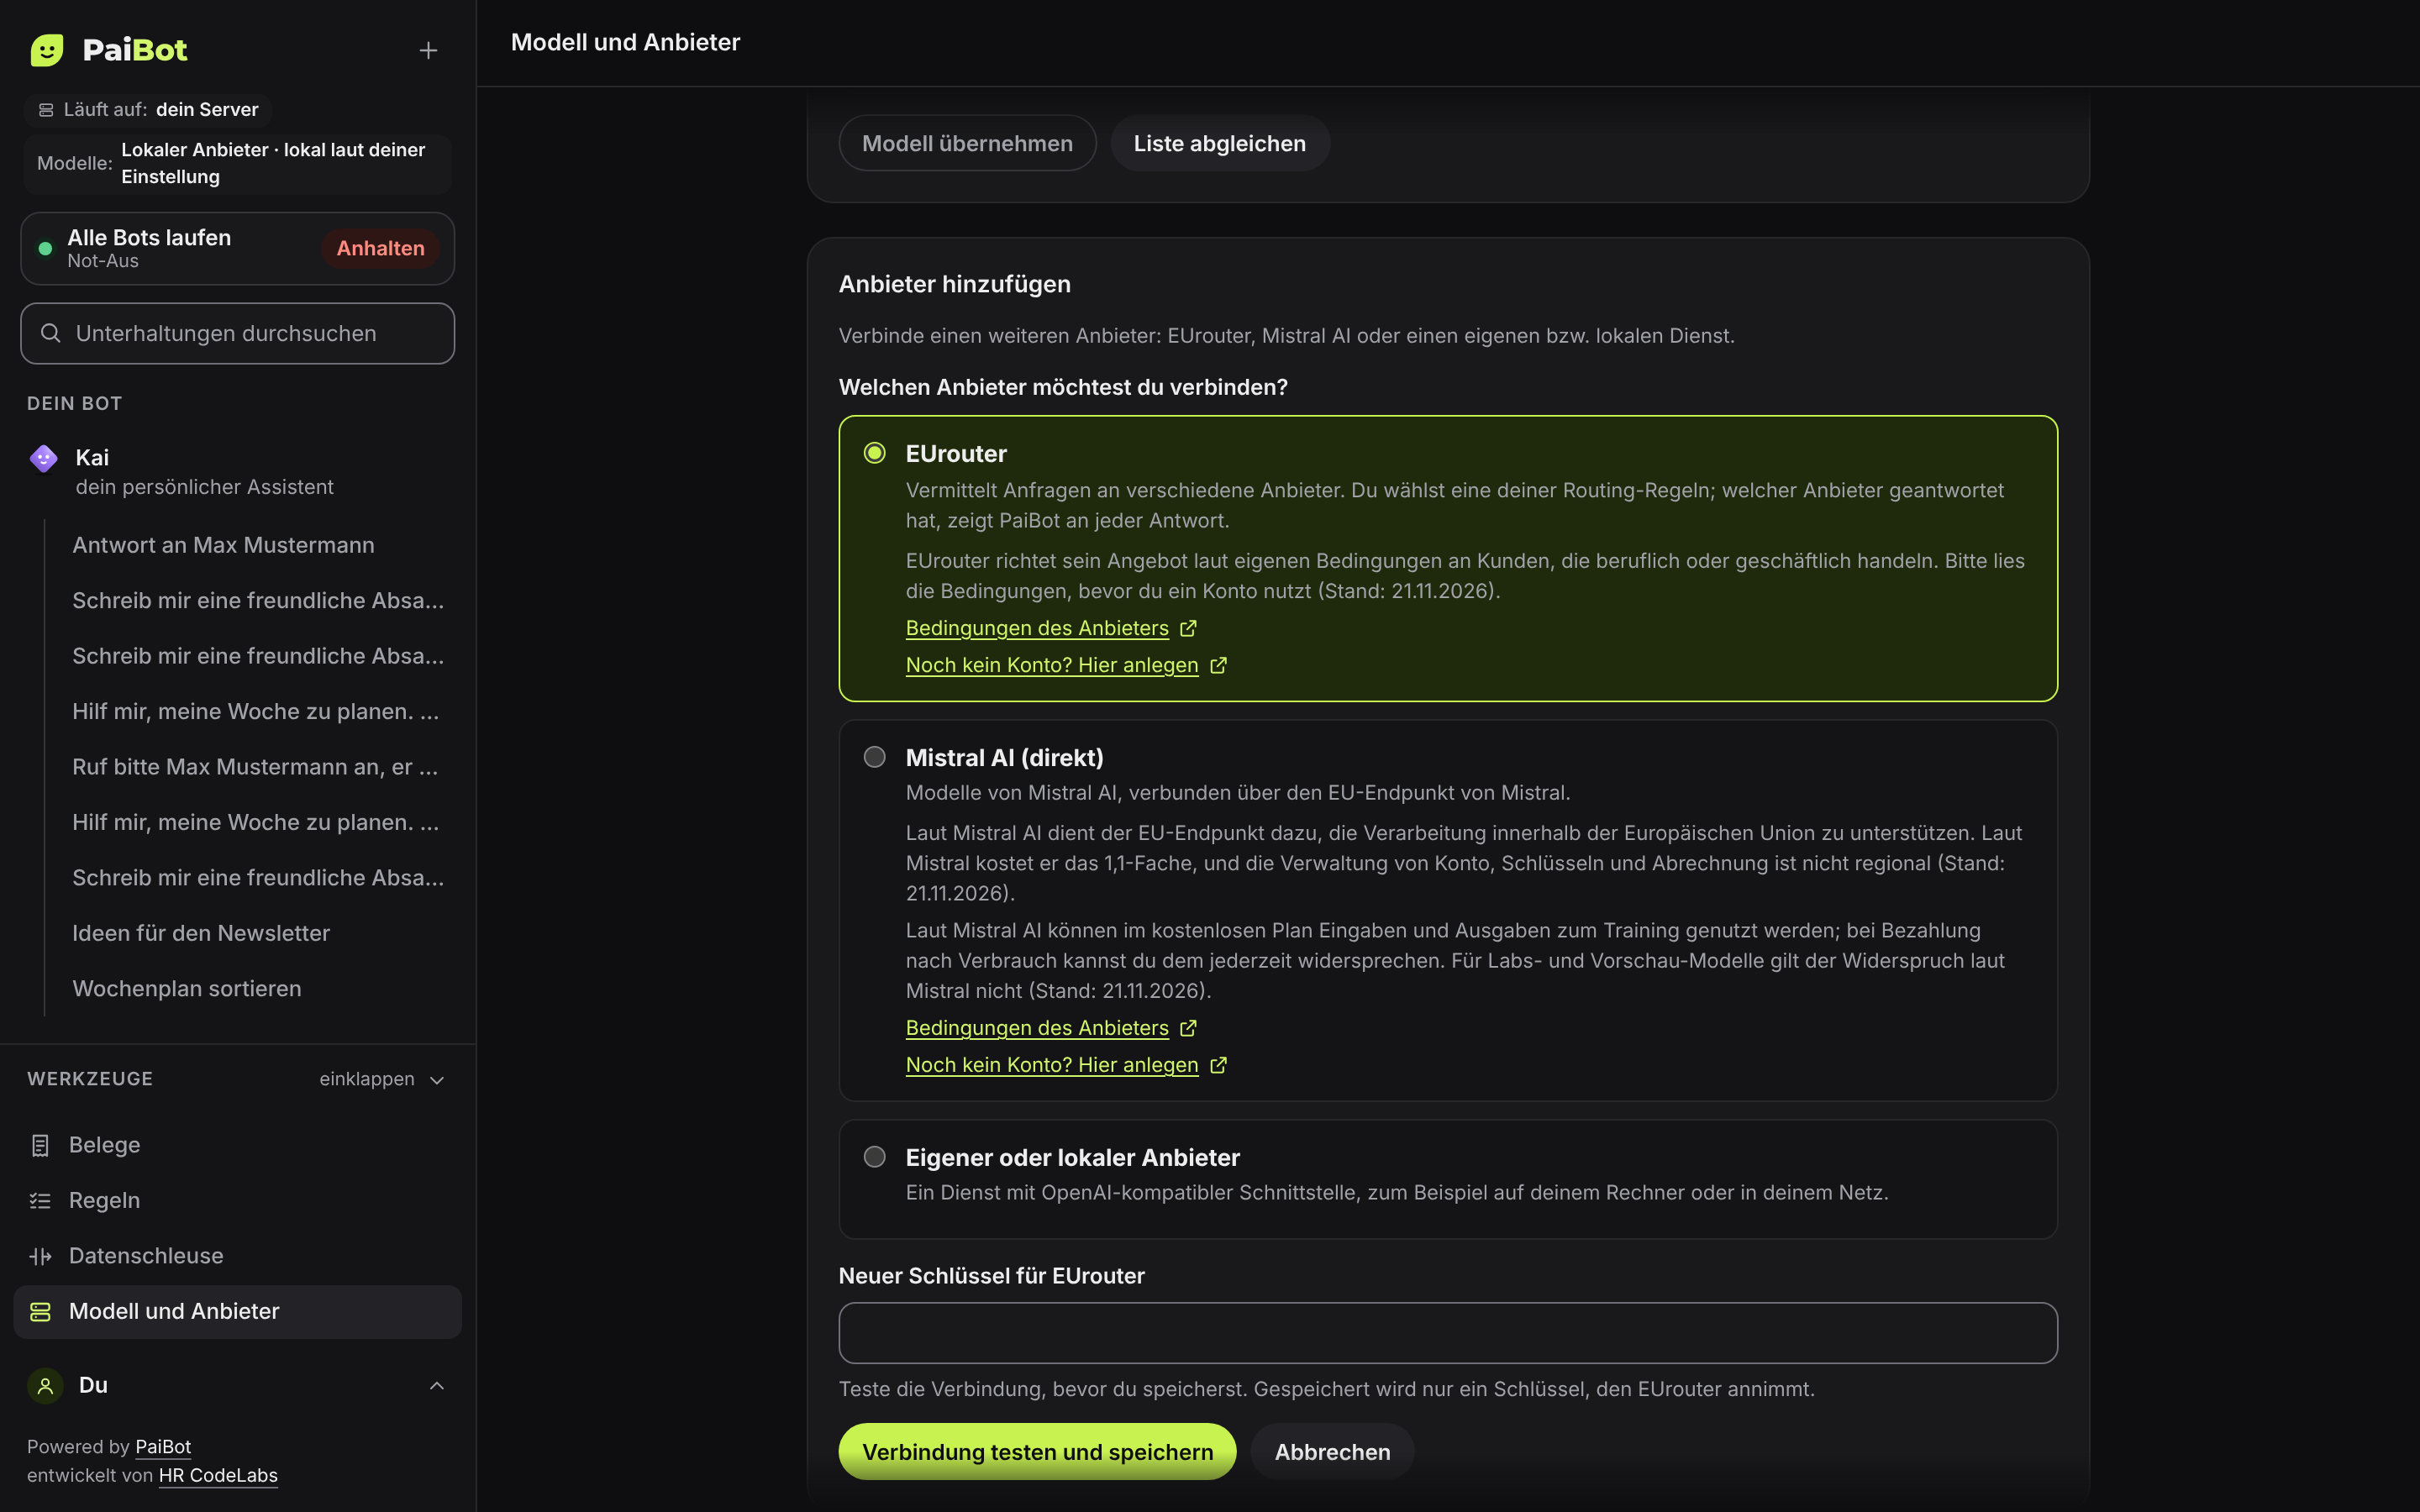 PaiBot
Läuft auf: dein Server
Modelle: Lokaler Anbieter · lokal laut deiner
Einstellung
Alle Bots laufen
Not-Aus
Anhalten
Unterhaltungen durchsuchen
DEIN BOT
Kai
dein persönlicher Assistent
Antwort an Max Mustermann
Schreib mir eine freundliche Absa...
Schreib mir eine freundliche Absa...
Hilf mir, meine Woche zu planen. ...
Ruf bitte Max Mustermann an, er ...
Hilf mir, meine Woche zu planen. ...
Schreib mir eine freundliche Absa...
Ideen für den Newsletter
Wochenplan sortieren
WERKZEUGE
einklappen
Belege
Regeln
Datenschleuse
Modell und Anbieter
Du
Powered by PaiBot
entwickelt von HR CodeLabs
Modell und Anbieter
Modell übernehmen
Liste abgleichen
Anbieter hinzufügen
Verbinde einen weiteren Anbieter: EUrouter, Mistral AI oder einen eigenen bzw. lokalen Dienst.
Welchen Anbieter möchtest du verbinden?
EUrouter
Vermittelt Anfragen an verschiedene Anbieter. Du wählst eine deiner Routing-Regeln; welcher Anbieter geantwortet
hat, zeigt PaiBot an jeder Antwort.
EUrouter richtet sein Angebot laut eigenen Bedingungen an Kunden, die beruflich oder geschäftlich handeln. Bitte lies
die Bedingungen, bevor du ein Konto nutzt (Stand: 21.11.2026).
Bedingungen des Anbieters
Noch kein Konto? Hier anlegen
Mistral AI (direkt)
Modelle von Mistral AI, verbunden über den EU-Endpunkt von Mistral.
Laut Mistral AI dient der EU-Endpunkt dazu, die Verarbeitung innerhalb der Europäischen Union zu unterstützen. Laut
Mistral kostet er das 1,1-Fache, und die Verwaltung von Konto, Schlüsseln und Abrechnung ist nicht regional (Stand:
21.11.2026).
Laut Mistral AI können im kostenlosen Plan Eingaben und Ausgaben zum Training genutzt werden; bei Bezahlung
nach Verbrauch kannst du dem jederzeit widersprechen. Für Labs- und Vorschau-Modelle gilt der Widerspruch laut
Mistral nicht (Stand: 21.11.2026).
Bedingungen des Anbieters
Noch kein Konto? Hier anlegen
Eigener oder lokaler Anbieter
Ein Dienst mit OpenAI-kompatibler Schnittstelle, zum Beispiel auf deinem Rechner oder in deinem Netz.
Neuer Schlüssel für EUrouter
Teste die Verbindung, bevor du speicherst. Gespeichert wird nur ein Schlüssel, den EUrouter annimmt.
Verbindung testen und speichern
Abbrechen